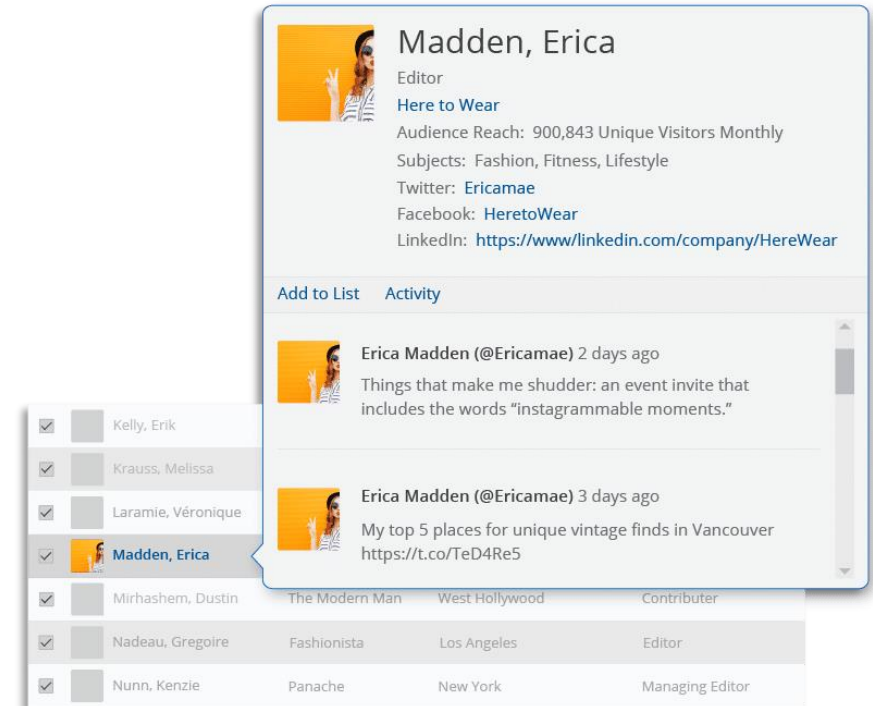 Madden, Erica
Editor
Here to Wear
Audience Reach: 900,843 Unique Visitors Monthly
Subjects: Fashion, Fitness, Lifestyle
Twitter: Ericamae
Facebook: HeretoWear
LinkedIn: https://www/linkedin.com/company/HereWear
Add to List Activity
Erica Madden (@Ericamae) 2 days ago
Things that make me shudder: an event invite that
includes the words “instagrammable moments.”
Erica Madden (@Ericamae) 3 days ago
My top 5 places for unique vintage finds in Vancouver
https://t.co/TeD4Re5
Kelly, Erik
Krauss, Melissa
Laramie, Véronique
Madden, Erica
Mirhashem, Dustin The Modern Man West Hollywood Contributer
Nadeau, Gregoire Fashionista Los Angeles Editor
Nunn, Kenzie Panache New York Managing Editor